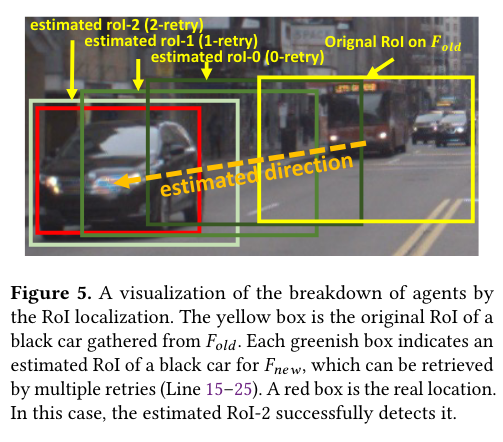 estimated roI-2 (2-retry)
estimated roI-1 (1-retry)
estimated roI-0 (0-retry)
Orignal RoI on F_old
estimated direction
Figure 5. A visualization of the breakdown of agents by
the RoI localization. The yellow box is the original RoI of a
black car gathered from F_old. Each greenish box indicates an
estimated RoI of a black car for F_new, which can be retrieved
by multiple retries (Line 15–25). A red box is the real location.
In this case, the estimated RoI-2 successfully detects it.